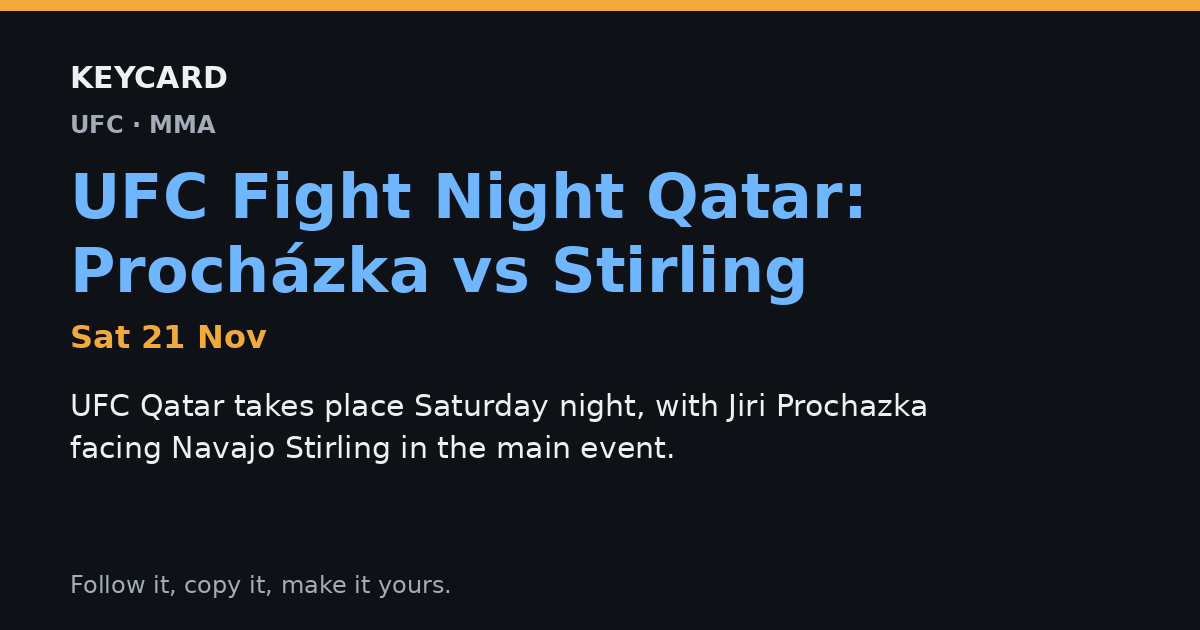 KEYCARD
UFC · MMA
UFC Fight Night Qatar:
Procházka vs Stirling
Sat 21 Nov
UFC Qatar takes place Saturday night, with Jiri Prochazka
facing Navajo Stirling in the main event.
Follow it, copy it, make it yours.